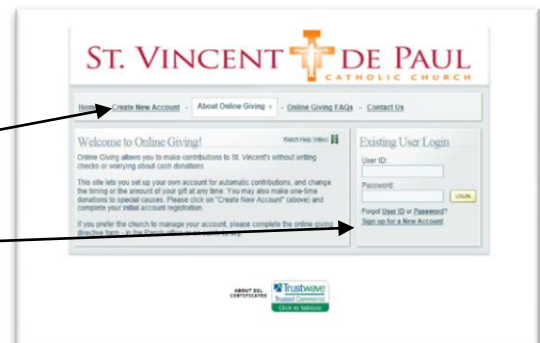 ST. VINCENT DE PAUL
CATHOLIC CHURCH
Home - Create New Account - About Online Giving - Online Giving FAQs - Contact Us
Welcome to Online Giving!
Watch Help Video!
Online Giving allows you to make contributions to St. Vincent's without writing
checks or worrying about cash donations.
This site lets you set up your own account for automatic contributions, and change
the timing or the amount of your gift at any time. You may also make one-time
donations to special causes. Please click on "Create New Account" (above) and
complete your initial account registration.
If you prefer the church to manage your account, please complete the online giving
directive form - in the Parish office
Existing User Login
User ID:
Password:
LOGIN
Forgot User ID or Password?
Sign up for a New Account
ABOUT SSL
CERTIFICATES
Trustwave
Trusted Commerce
Click to Validate